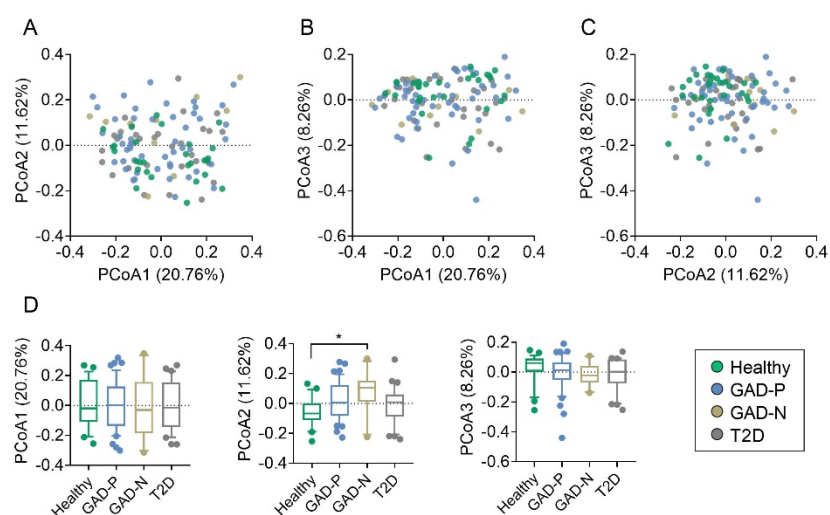 A
0.4
0.2
0.0
-0.2
-0.4
PCoA2 (11.62%)
-0.4 -0.2 0.0 0.2 0.4
PCoA1 (20.76%)
B
0.2
0.0
-0.2
-0.4
-0.6
PCoA3 (8.26%)
-0.4 -0.2 0.0 0.2 0.4
PCoA1 (20.76%)
C
0.2
0.0
-0.2
-0.4
-0.6
PCoA3 (8.26%)
-0.4 -0.2 0.0 0.2 0.4
PCoA2 (11.62%)
D
0.4
0.2
0.0
-0.2
-0.4
PCoA1 (20.76%)
Healthy
GAD-P
GAD-N
T2D
0.4
0.2
0.0
-0.2
-0.4
PCoA2 (11.62%)
*
Healthy
GAD-P
GAD-N
T2D
0.2
0.0
-0.2
-0.4
-0.6
PCoA3 (8.26%)
Healthy
GAD-P
GAD-N
T2D
Healthy
GAD-P
GAD-N
T2D